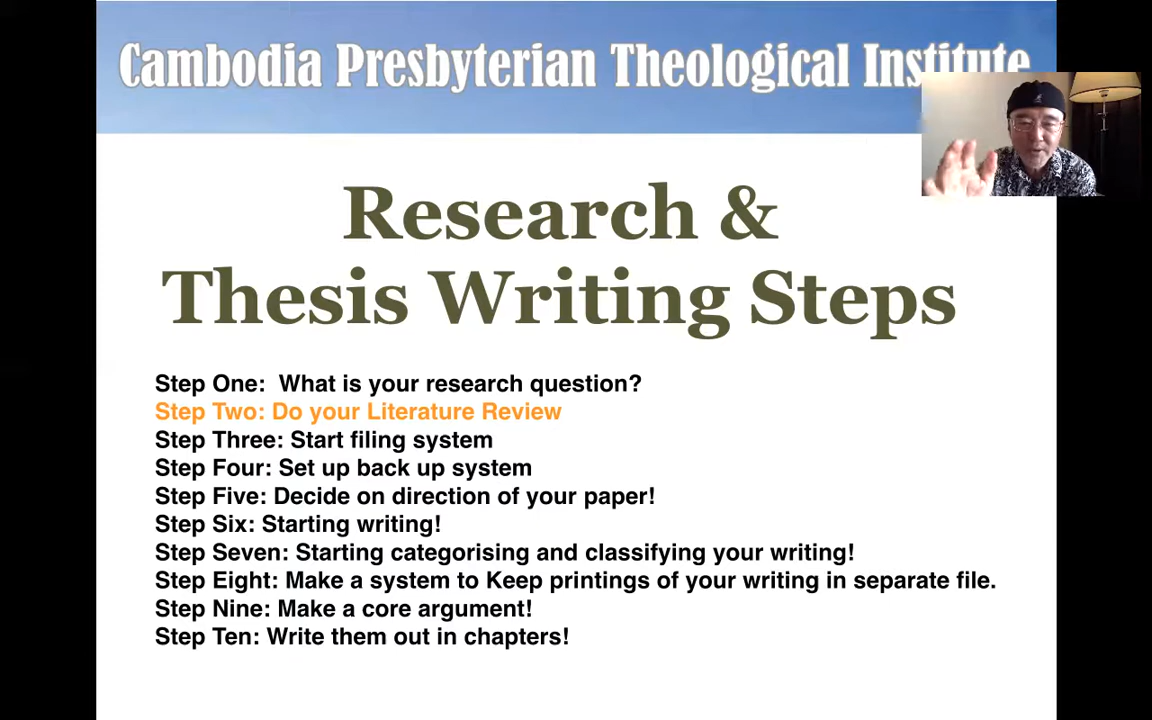 Cambodia Presbyterian Theological Institute
Research &
Thesis Writing Steps
Step One:  What is your research question?
Step Two: Do your Literature Review
Step Three: Start filing system
Step Four: Set up back up system
Step Five: Decide on direction of your paper!
Step Six: Starting writing!
Step Seven: Starting categorising and classifying your writing!
Step Eight: Make a system to Keep printings of your writing in separate file.
Step Nine: Make a core argument!
Step Ten: Write them out in chapters!